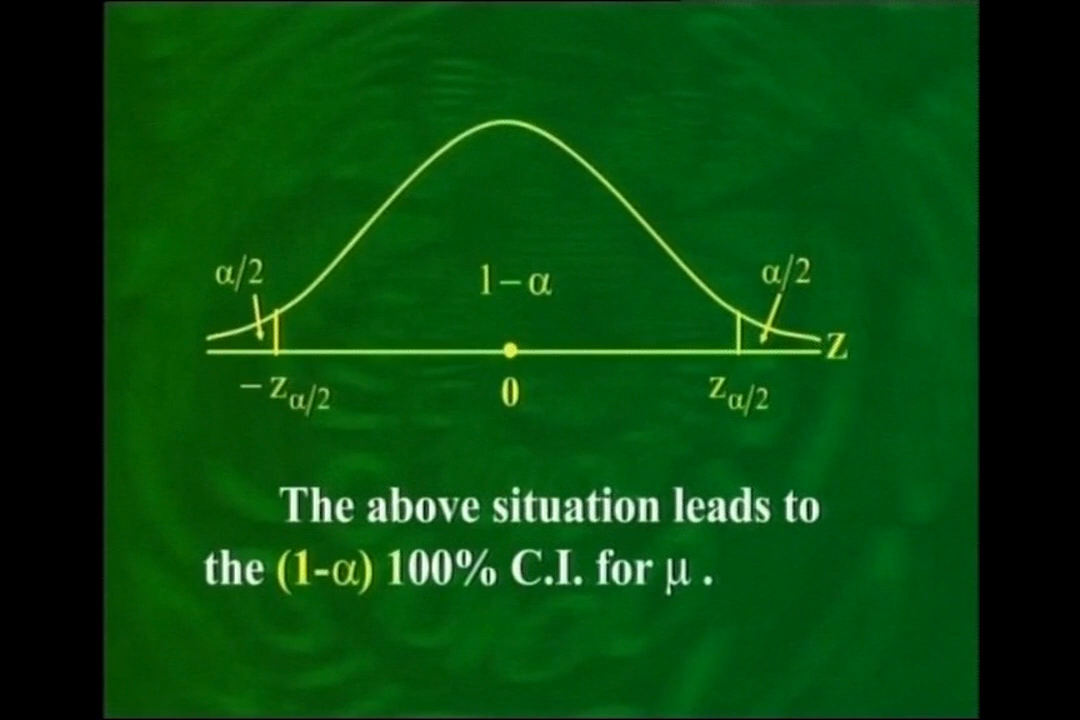 α/2 1-α α/2
Z
-Zα/2 0 Zα/2
The above situation leads to
the (1-α) 100% C.I. for μ .